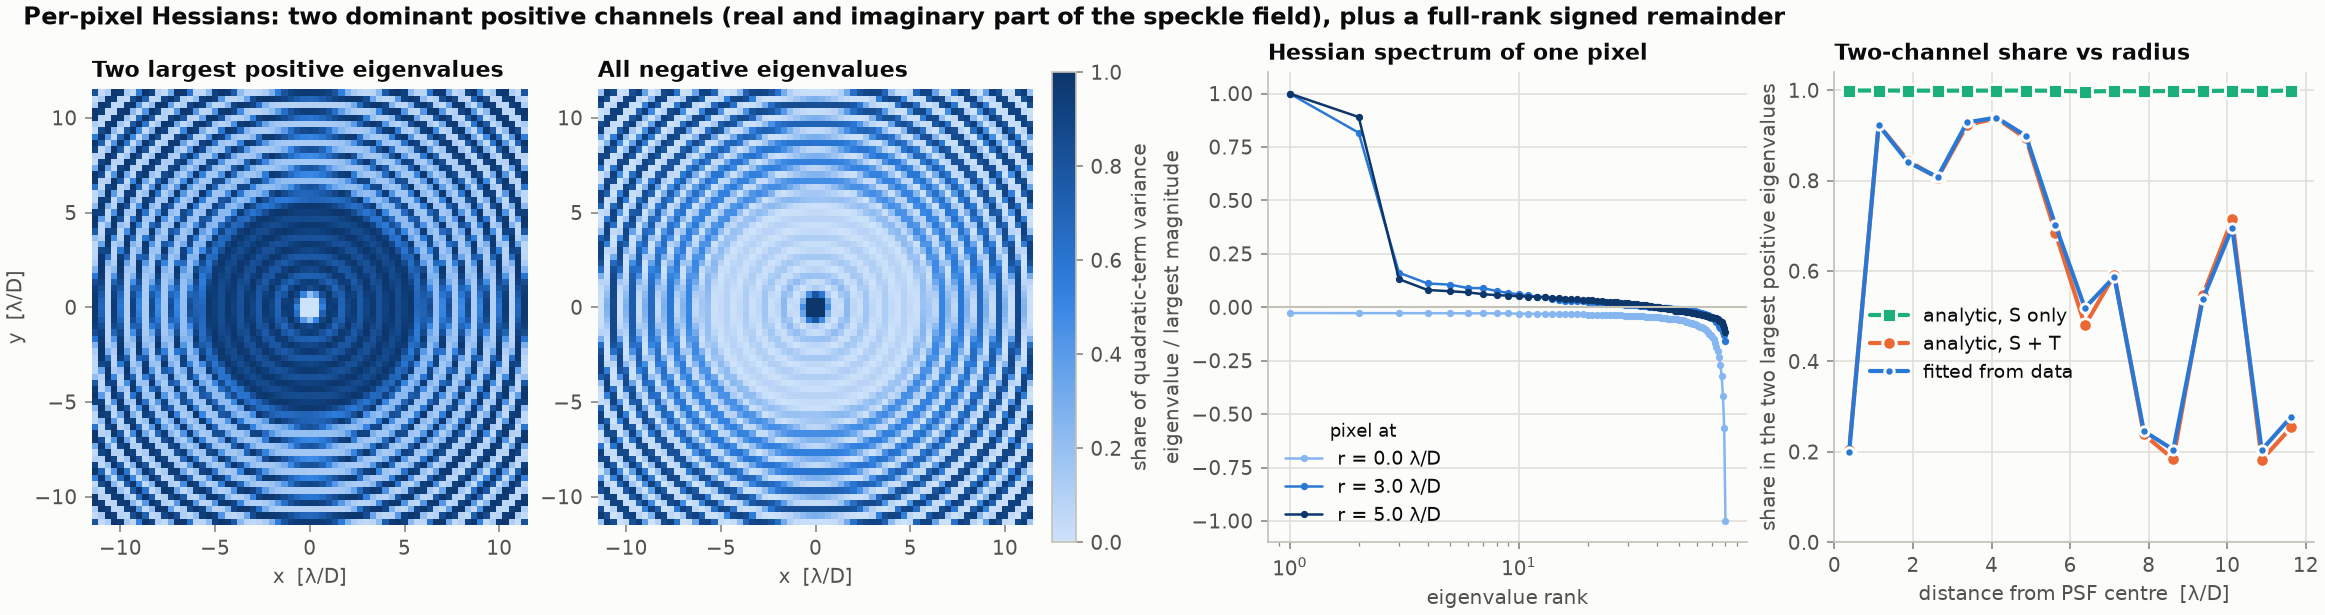 Per-pixel Hessians: two dominant positive channels (real and imaginary part of the speckle field), plus a full-rank signed remainder
Two largest positive eigenvalues
10
5
0
−5
−10
y [λ/D]
−10 −5 0 5 10
x [λ/D]
All negative eigenvalues
10
5
0
−5
−10
−10 −5 0 5 10
x [λ/D]
1.0
0.8
0.6
0.4
0.2
0.0
share of quadratic-term variance
Hessian spectrum of one pixel
eigenvalue / largest magnitude
1.00
0.75
0.50
0.25
0.00
−0.25
−0.50
−0.75
−1.00
pixel at
r = 0.0 λ/D
r = 3.0 λ/D
r = 5.0 λ/D
10⁰ 10¹
eigenvalue rank
Two-channel share vs radius
share in the two largest positive eigenvalues
1.0
0.8
0.6
0.4
0.2
0.0
analytic, S only
analytic, S + T
fitted from data
0 2 4 6 8 10 12
distance from PSF centre [λ/D]